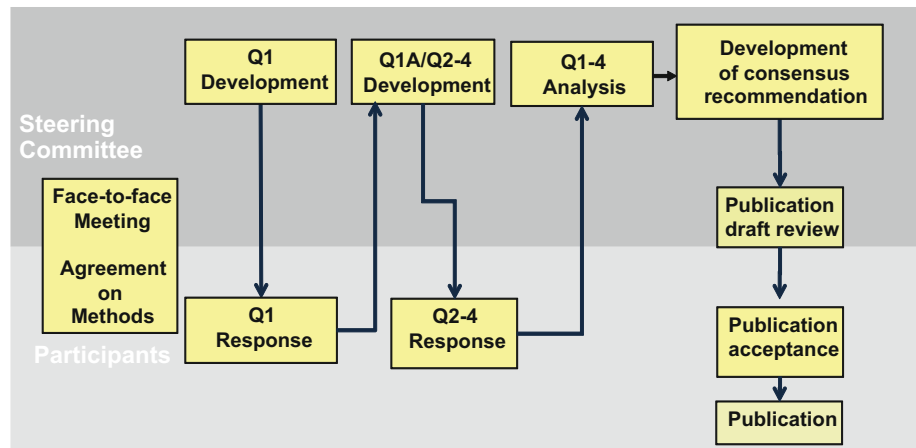 Q1
Development
Q1A/Q2-4
Development
Q1-4
Analysis
Development
of consensus
recommendation
Steering
Committee
Face-to-face
Meeting
Agreement
on
Methods
Publication
draft review
Q1
Response
Q2-4
Response
Publication
acceptance
Participants
Publication